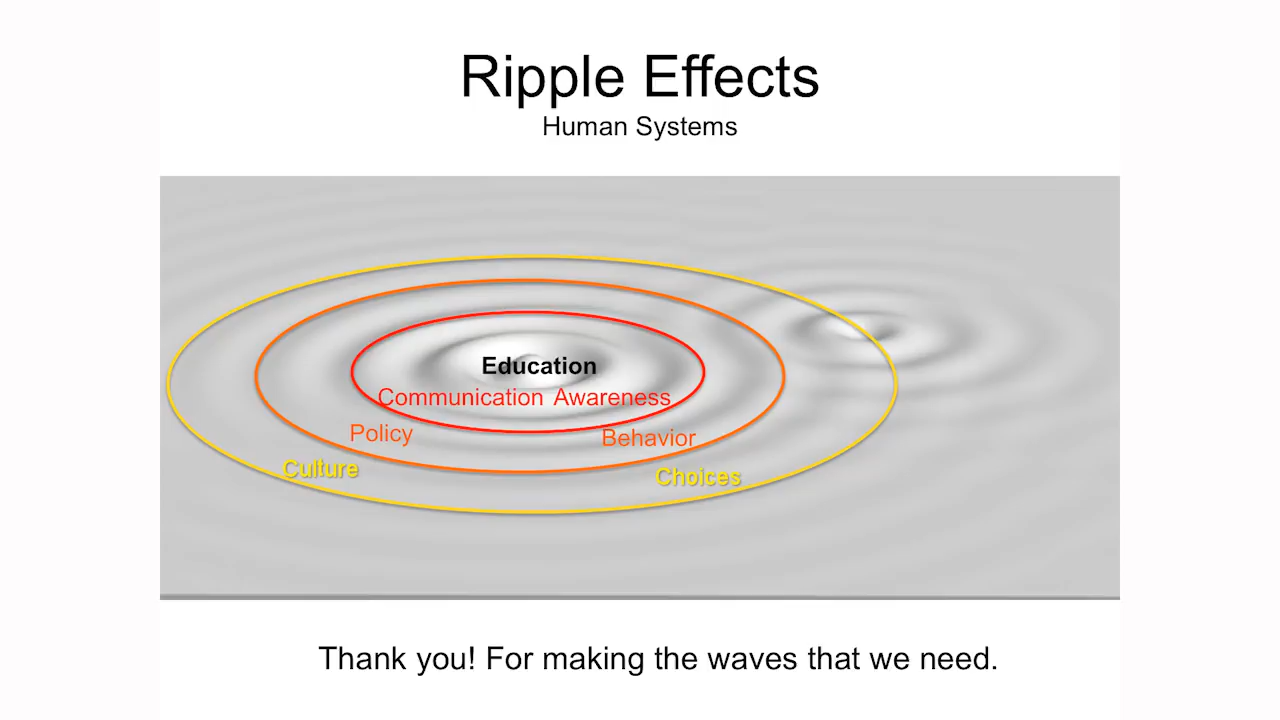 Ripple Effects
Human Systems
Education
Communication Awareness
Policy
Behavior
Culture
Choices
Thank you! For making the waves that we need.